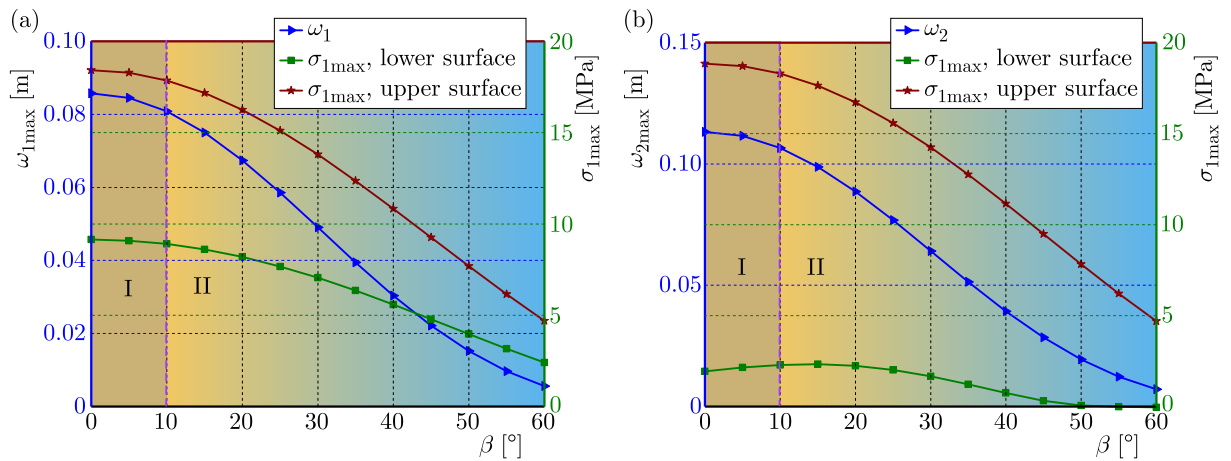 (a)
ω1
σ1max, lower surface
σ1max, upper surface
ω1max [m]
0.10
0.08
0.06
0.04
0.02
0
20
15
10
5
0
σ1max [MPa]
I
II
0 10 20 30 40 50 60
β [°]
(b)
ω2
σ1max, lower surface
σ1max, upper surface
ω2max [m]
0.15
0.10
0.05
0
20
15
10
5
0
σ1max [MPa]
I
II
0 10 20 30 40 50 60
β [°]